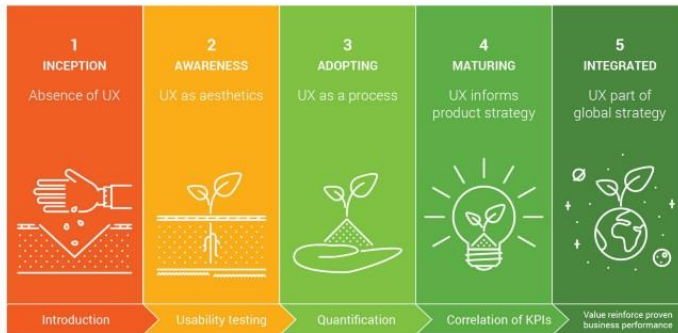 1
INCEPTION
Absence of UX
2
AWARENESS
UX as aesthetics
3
ADOPTING
UX as a process
4
MATURING
UX informs
product strategy
5
INTEGRATED
UX part of
global strategy
Introduction
Usability testing
Quantification
Correlation of KPIs
Value reinforce proven
business performance